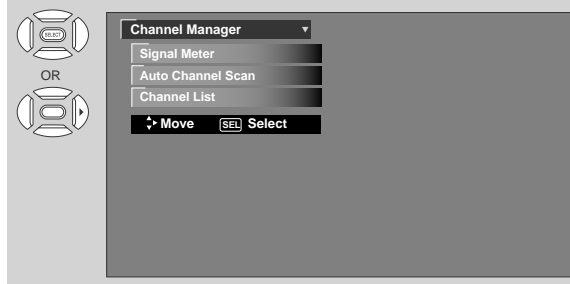 SELECT
OR
Channel Manager
Signal Meter
Auto Channel Scan
Channel List
Move SEL Select